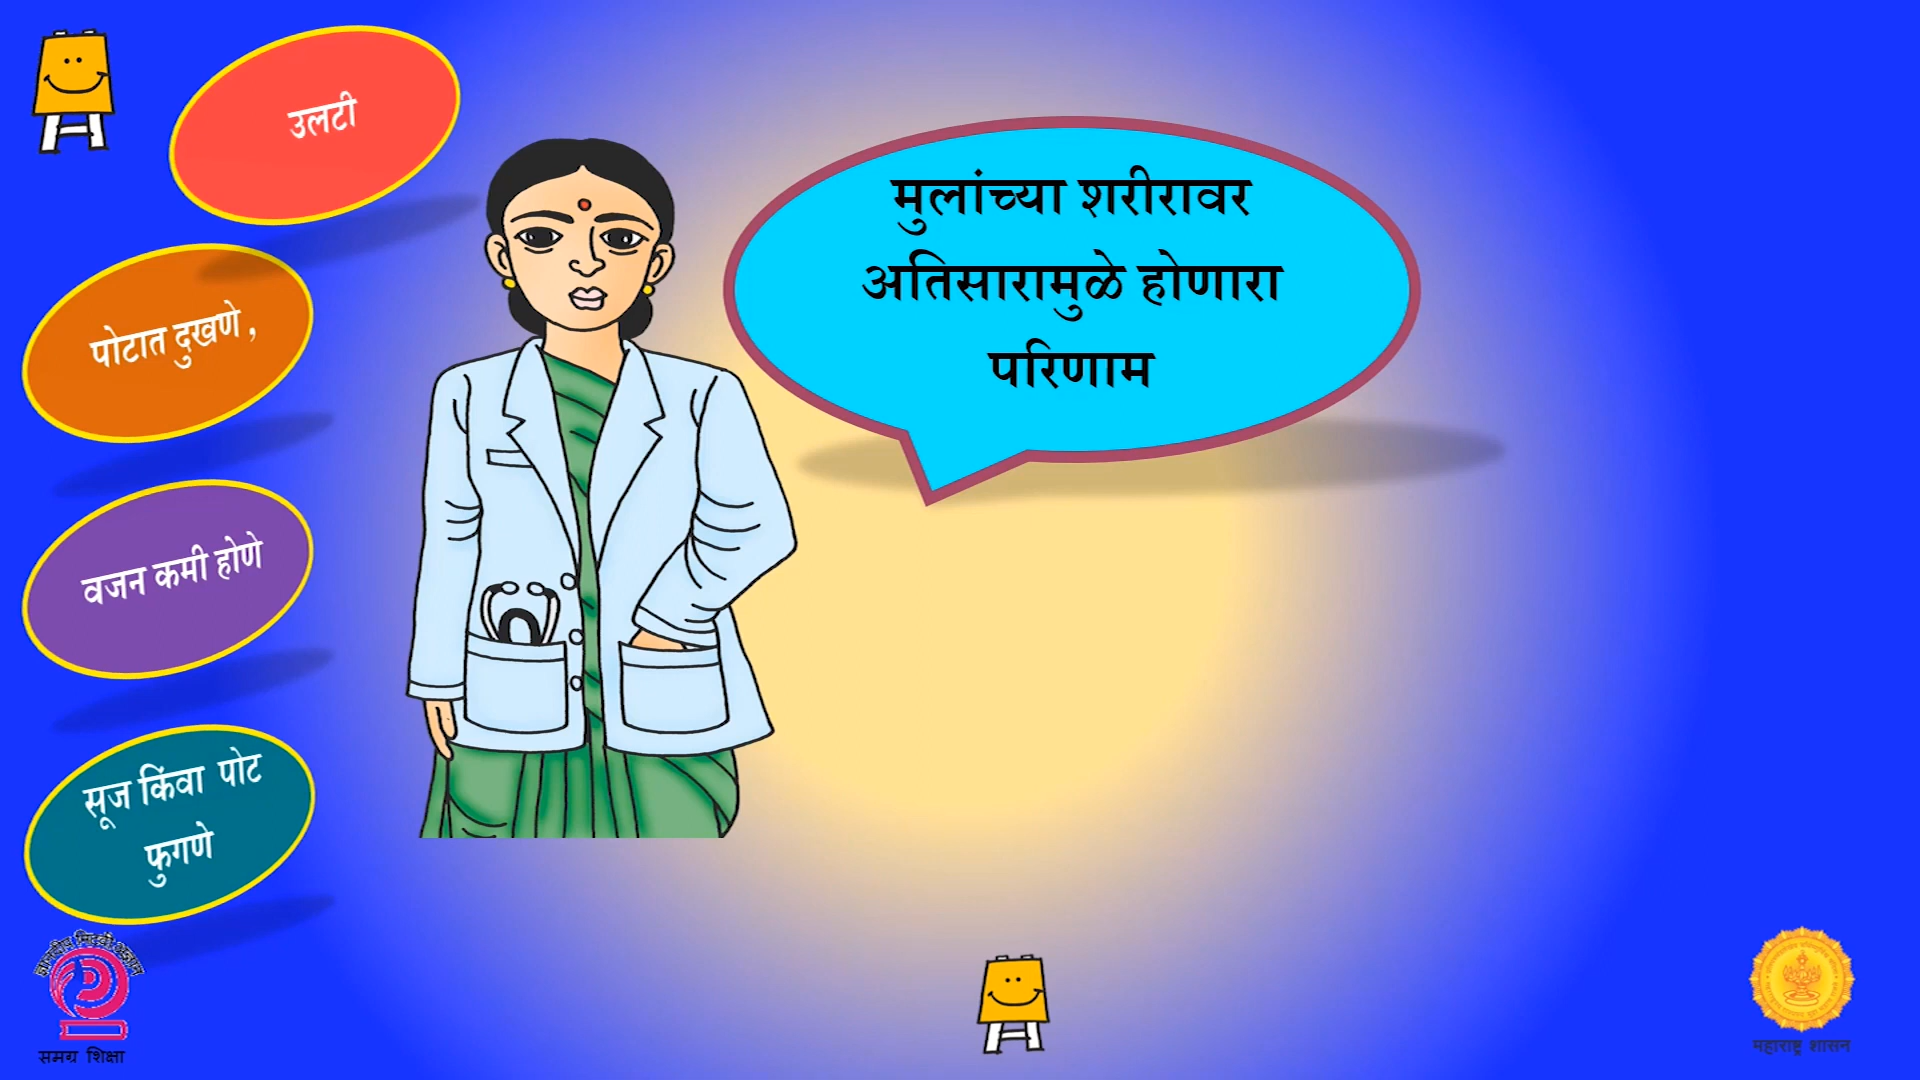 उलटी
मुलांच्या शरीरावर
अतिसारामुळे होणारा
परिणाम
पोटात दुखणे ,
वजन कमी होणे
सूज किंवा पोट
फुगणे
समग्र शिक्षा
महाराष्ट्र शासन